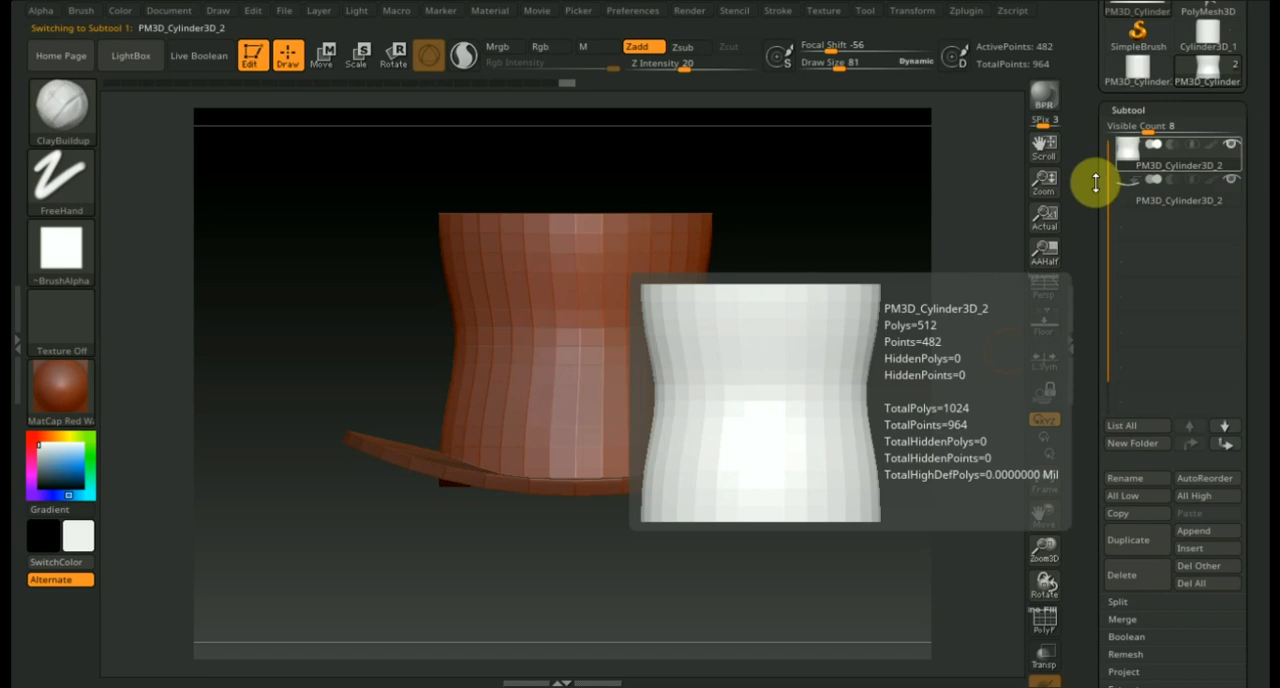 Alpha Brush Color Document Draw Edit File Layer Light Macro Marker Material Movie Picker Preferences Render Stencil Stroke Texture Tool Transform Zplugin Zscript
Switching to Subtool 1: PM3D_Cylinder3D_2
Home Page
LightBox
Live Boolean
Edit
Draw
Move
Scale
Rotate
Mrgb Rgb M Zadd Zsub Zcut
Rgb Intensity
Z Intensity 20
S
Focal Shift -56
Draw Size 81 Dynamic
D
ActivePoints: 482
TotalPoints: 964
ClayBuildup
FreeHand
~BrushAlpha
Texture Off
MatCap Red W
Gradient
SwitchColor
Alternate
PM3D_Cylinder3D_2
Polys=512
Points=482
HiddenPolys=0
HiddenPoints=0
TotalPolys=1024
TotalPoints=964
TotalHiddenPolys=0
TotalHiddenPoints=0
TotalHighDefPolys=0.0000000 Mil
BPR
SPix 3
Scroll
Zoom
Actual
AAHalf
Persp
Floor
L.Sym
Frame
Move
Zoom3D
Rotate
PolyF
Transp
PM3D_Cylinder PolyMesh3D
SimpleBrush Cylinder3D_1
2
PM3D_Cylinder PM3D_Cylinder
Subtool
Visible Count 8
PM3D_Cylinder3D_2
PM3D_Cylinder3D_2
List All
New Folder
Rename AutoReorder
All Low All High
Copy Paste
Duplicate Append
Insert
Delete Del Other
Del All
Split
Merge
Boolean
Remesh
Project